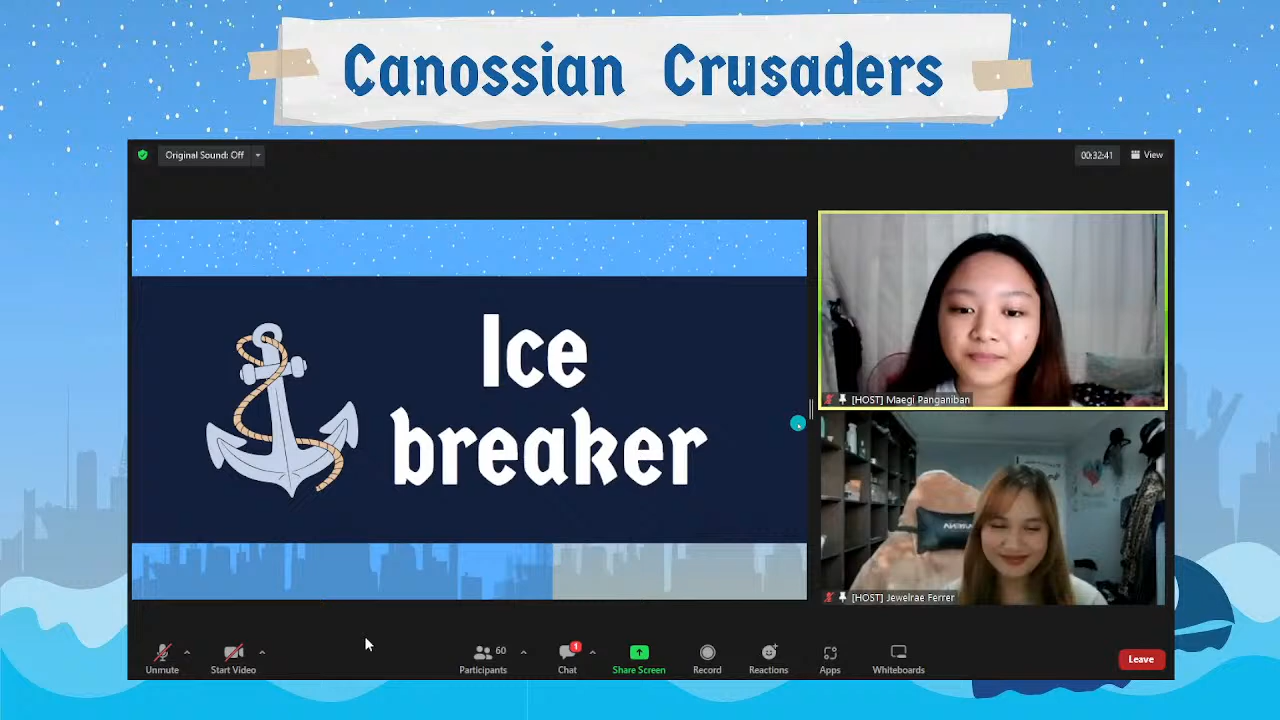 Canossian Crusaders
Original Sound: Off
00:32:41
View
Ice
breaker
[HOST] Maegi Panganiban
[HOST] Jewelrae Ferrer
Unmute
Start Video
60
Participants
1
Chat
Share Screen
Record
Reactions
Apps
Whiteboards
Leave